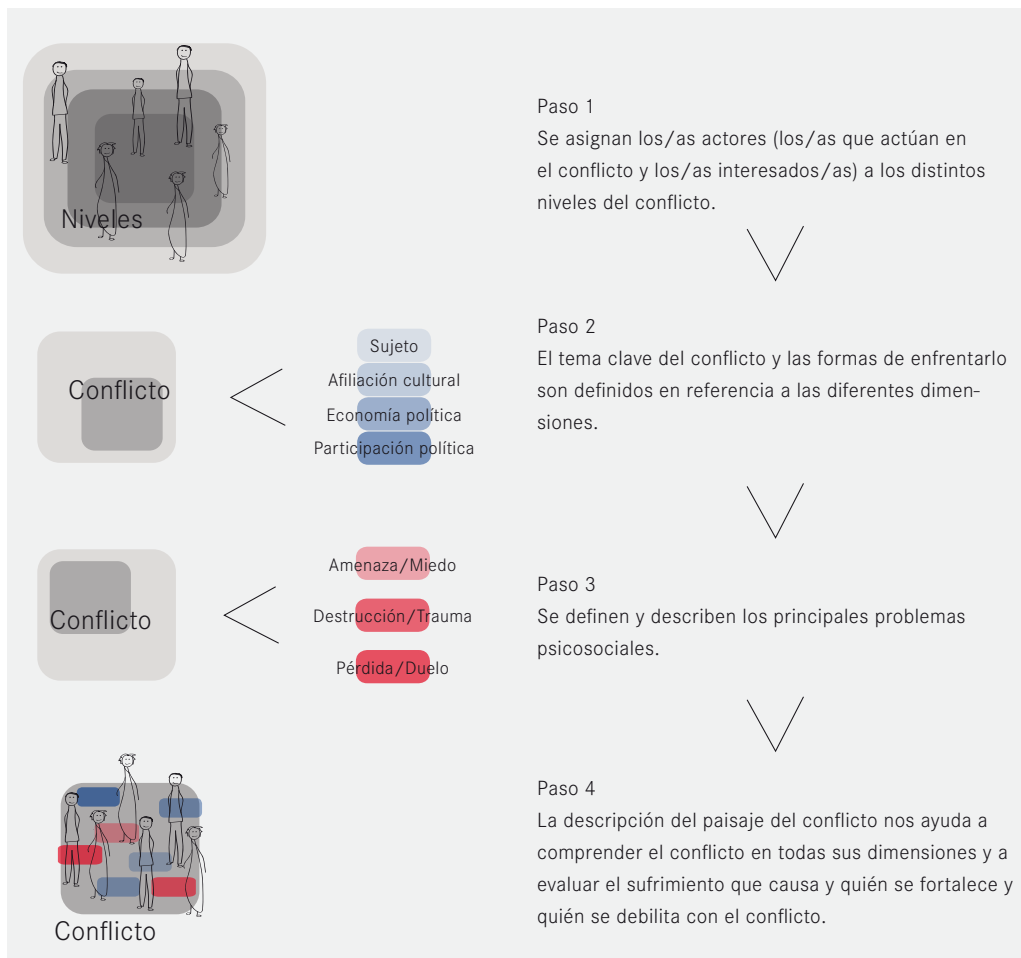 Niveles
Paso 1
Se asignan los/as actores (los/as que actúan en
el conflicto y los/as interesados/as) a los distintos
niveles del conflicto.
Conflicto
Sujeto
Afiliación cultural
Economía política
Participación política
Paso 2
El tema clave del conflicto y las formas de enfrentarlo
son definidos en referencia a las diferentes dimen-
siones.
Conflicto
Amenaza/Miedo
Destrucción/Trauma
Pérdida/Duelo
Paso 3
Se definen y describen los principales problemas
psicosociales.
Conflicto
Paso 4
La descripción del paisaje del conflicto nos ayuda a
comprender el conflicto en todas sus dimensiones y a
evaluar el sufrimiento que causa y quién se fortalece y
quién se debilita con el conflicto.